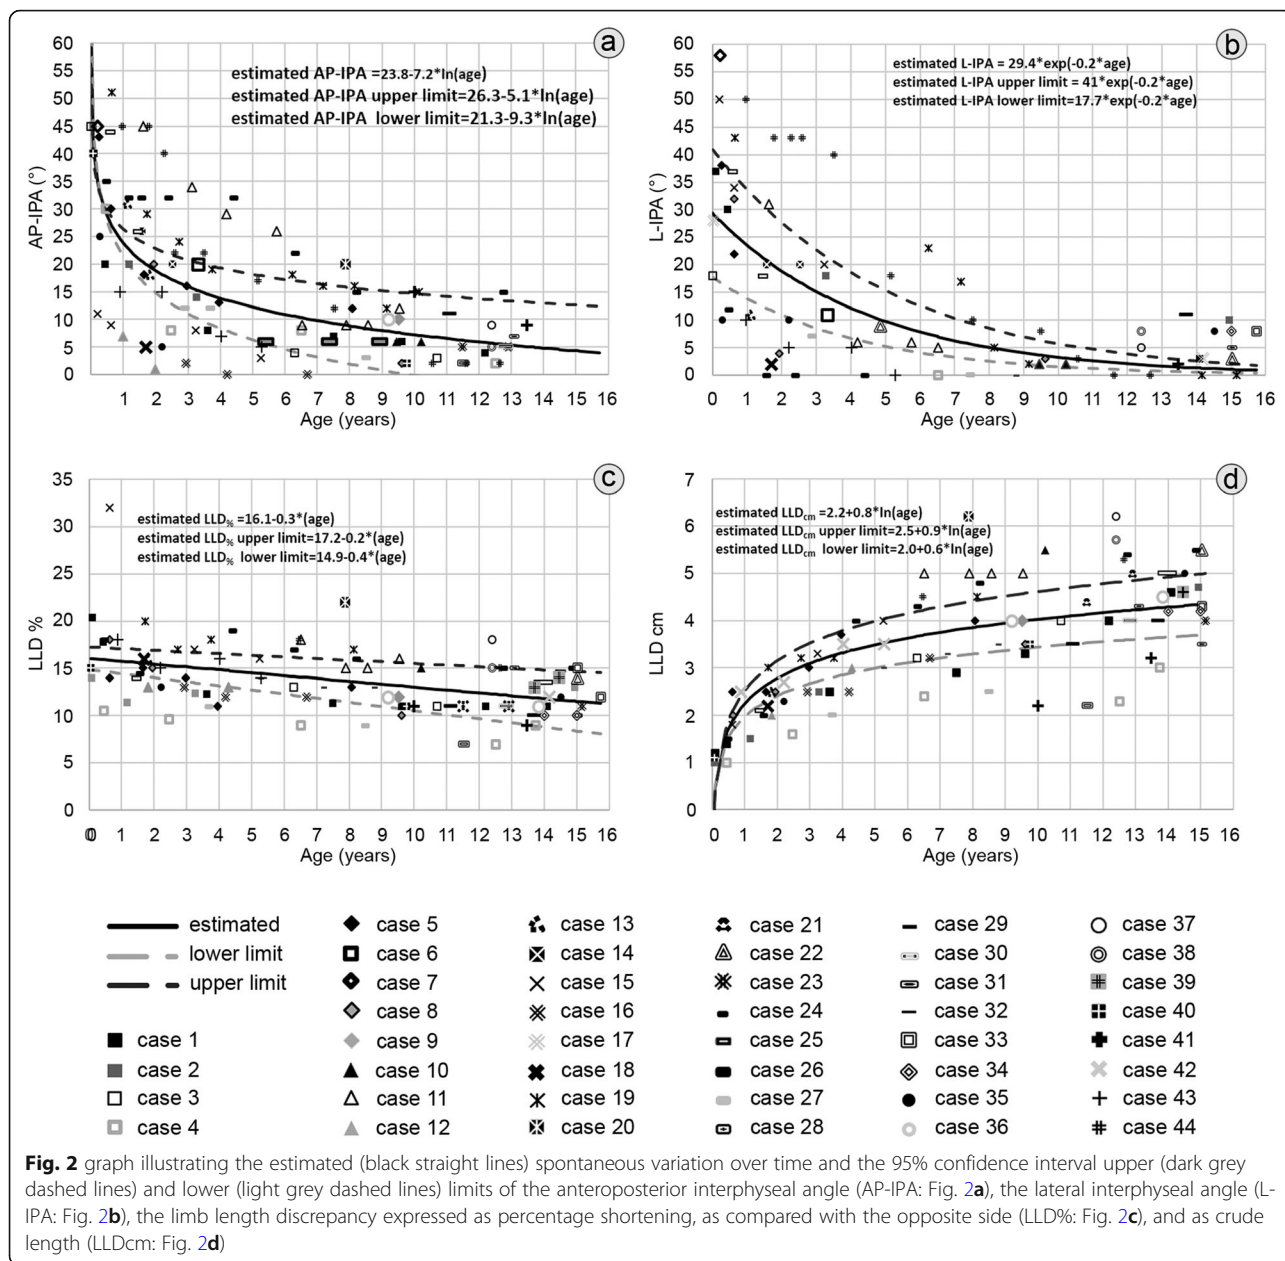 a
60
55
50
45
40
35
30
25
20
15
10
5
0
AP-IPA (°)
estimated AP-IPA =23.8-7.2*ln(age)
estimated AP-IPA upper limit=26.3-5.1*ln(age)
estimated AP-IPA lower limit=21.3-9.3*ln(age)
1 2 3 4 5 6 7 8 9 10 11 12 13 14 15 16
Age (years)
b
60
55
50
45
40
35
30
25
20
15
10
5
0
L-IPA (°)
estimated L-IPA = 29.4*exp(-0.2*age)
estimated L-IPA upper limit = 41*exp(-0.2*age)
estimated L-IPA lower limit=17.7*exp(-0.2*age)
0 1 2 3 4 5 6 7 8 9 10 11 12 13 14 15 16
Age (years)
c
35
30
25
20
15
10
5
0
LLD %
estimated LLD% =16.1-0.3*(age)
estimated LLD% upper limit=17.2-0.2*(age)
estimated LLD% lower limit=14.9-0.4*(age)
0 1 2 3 4 5 6 7 8 9 10 11 12 13 14 15 16
Age (years)
d
7
6
5
4
3
2
1
0
LLD cm
estimated LLDcm =2.2+0.8*ln(age)
estimated LLDcm upper limit=2.5+0.9*ln(age)
estimated LLDcm lower limit=2.0+0.6*ln(age)
0 1 2 3 4 5 6 7 8 9 10 11 12 13 14 15 16
Age (years)
estimated
lower limit
upper limit
case 1
case 2
case 3
case 4
case 5
case 6
case 7
case 8
case 9
case 10
case 11
case 12
case 13
case 14
case 15
case 16
case 17
case 18
case 19
case 20
case 21
case 22
case 23
case 24
case 25
case 26
case 27
case 28
case 29
case 30
case 31
case 32
case 33
case 34
case 35
case 36
case 37
case 38
case 39
case 40
case 41
case 42
case 43
case 44
Fig. 2 graph illustrating the estimated (black straight lines) spontaneous variation over time and the 95% confidence interval upper (dark grey
dashed lines) and lower (light grey dashed lines) limits of the anteroposterior interphyseal angle (AP-IPA: Fig. 2a), the lateral interphyseal angle (L-
IPA: Fig. 2b), the limb length discrepancy expressed as percentage shortening, as compared with the opposite side (LLD%: Fig. 2c), and as crude
length (LLDcm: Fig. 2d)